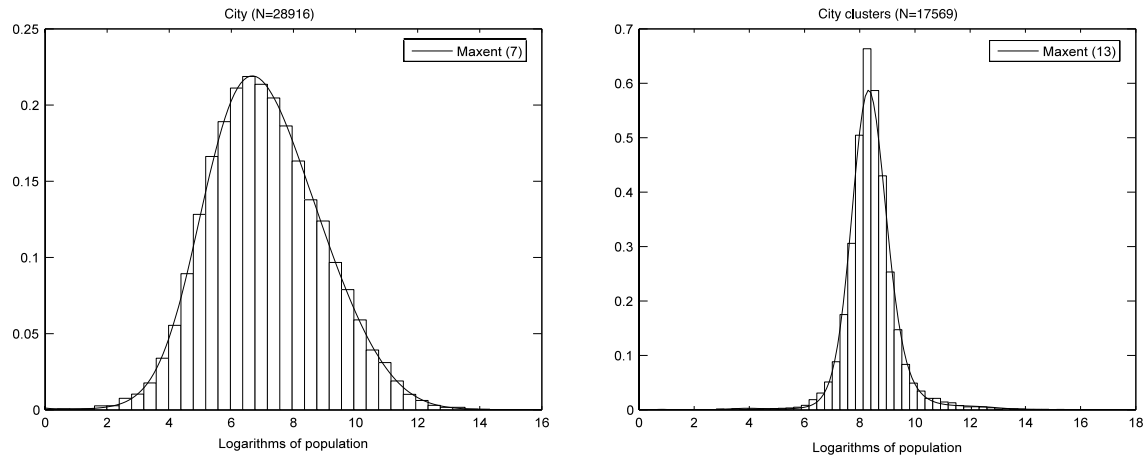 City (N=28916)
Maxent (7)
0.25
0.2
0.15
0.1
0.05
0
0 2 4 6 8 10 12 14 16
Logarithms of population
City clusters (N=17569)
Maxent (13)
0.7
0.6
0.5
0.4
0.3
0.2
0.1
0
0 2 4 6 8 10 12 14 16 18
Logarithms of population